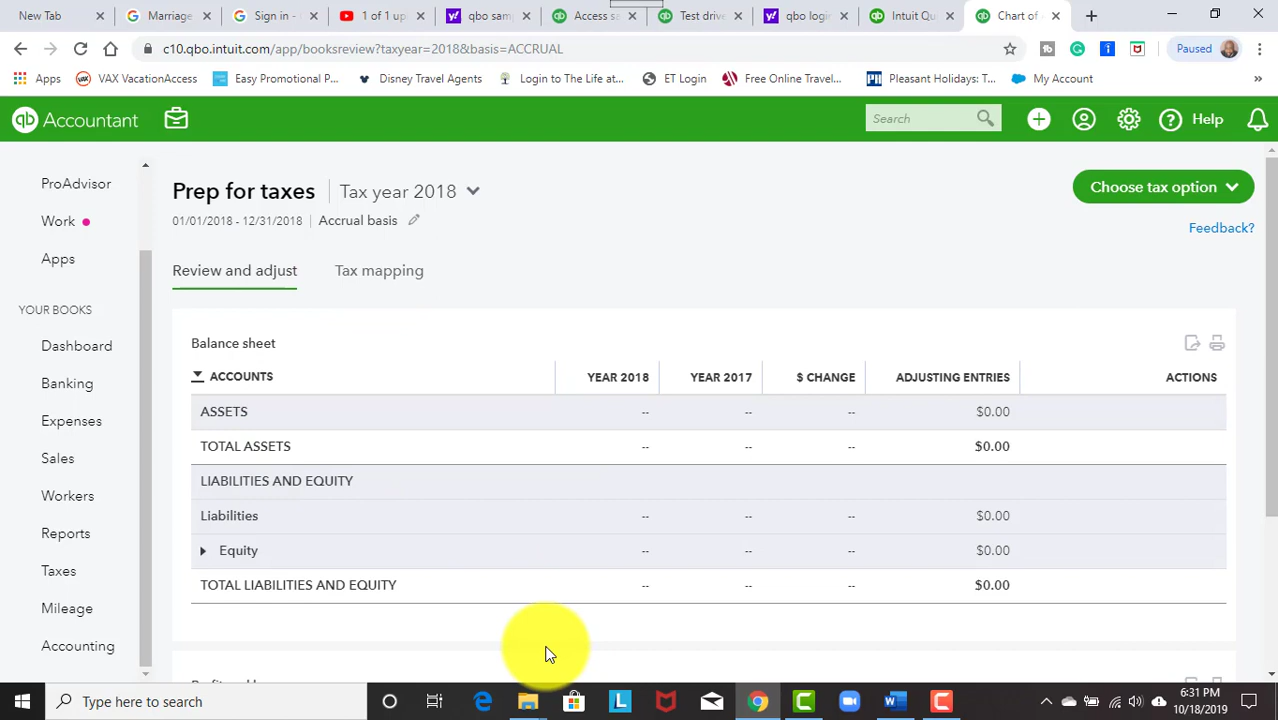 New Tab
Marriage
Sign in -
1 of 1 up
qbo sam
Access s
Test drive
qbo logi
Intuit Qu
Chart of
c10.qbo.intuit.com/app/booksreview?taxyear=2018&basis=ACCRUAL
Paused
Apps
VAX VacationAccess
Easy Promotional P...
Disney Travel Agents
Login to The Life at...
ET Login
Free Online Travel...
Pleasant Holidays: T...
My Account
»
qb Accountant
Search
Help
ProAdvisor
Work
Apps
YOUR BOOKS
Dashboard
Banking
Expenses
Sales
Workers
Reports
Taxes
Mileage
Accounting
Prep for taxes
Tax year 2018
Choose tax option
01/01/2018 - 12/31/2018
Accrual basis
Feedback?
Review and adjust
Tax mapping
Balance sheet
ACCOUNTS YEAR 2018 YEAR 2017 $ CHANGE ADJUSTING ENTRIES ACTIONS
ASSETS -- -- -- $0.00
TOTAL ASSETS -- -- -- $0.00
LIABILITIES AND EQUITY
Liabilities -- -- -- $0.00
Equity -- -- -- $0.00
TOTAL LIABILITIES AND EQUITY -- -- -- $0.00
Type here to search
6:31 PM
10/18/2019